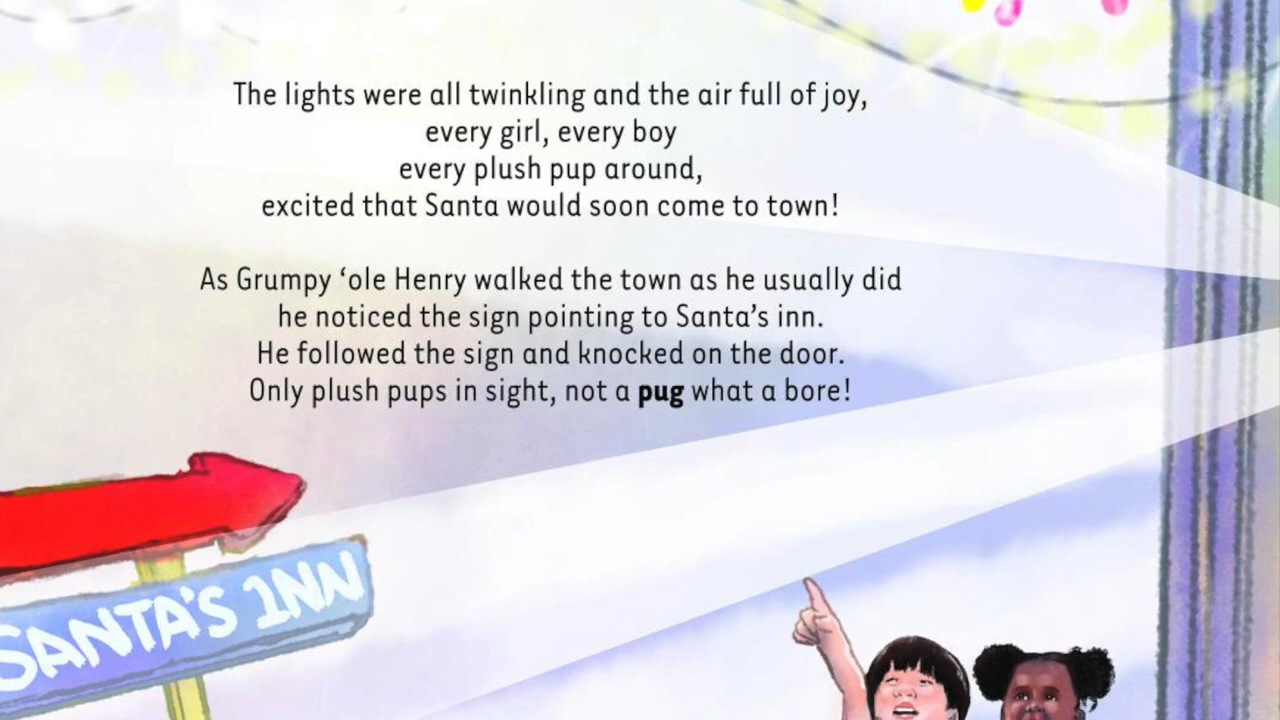 The lights were all twinkling and the air full of joy,
every girl, every boy
every plush pup around,
excited that Santa would soon come to town!
As Grumpy ‘ole Henry walked the town as he usually did
he noticed the sign pointing to Santa’s inn.
He followed the sign and knocked on the door.
Only plush pups in sight, not a pug what a bore!
SANTA'S INN